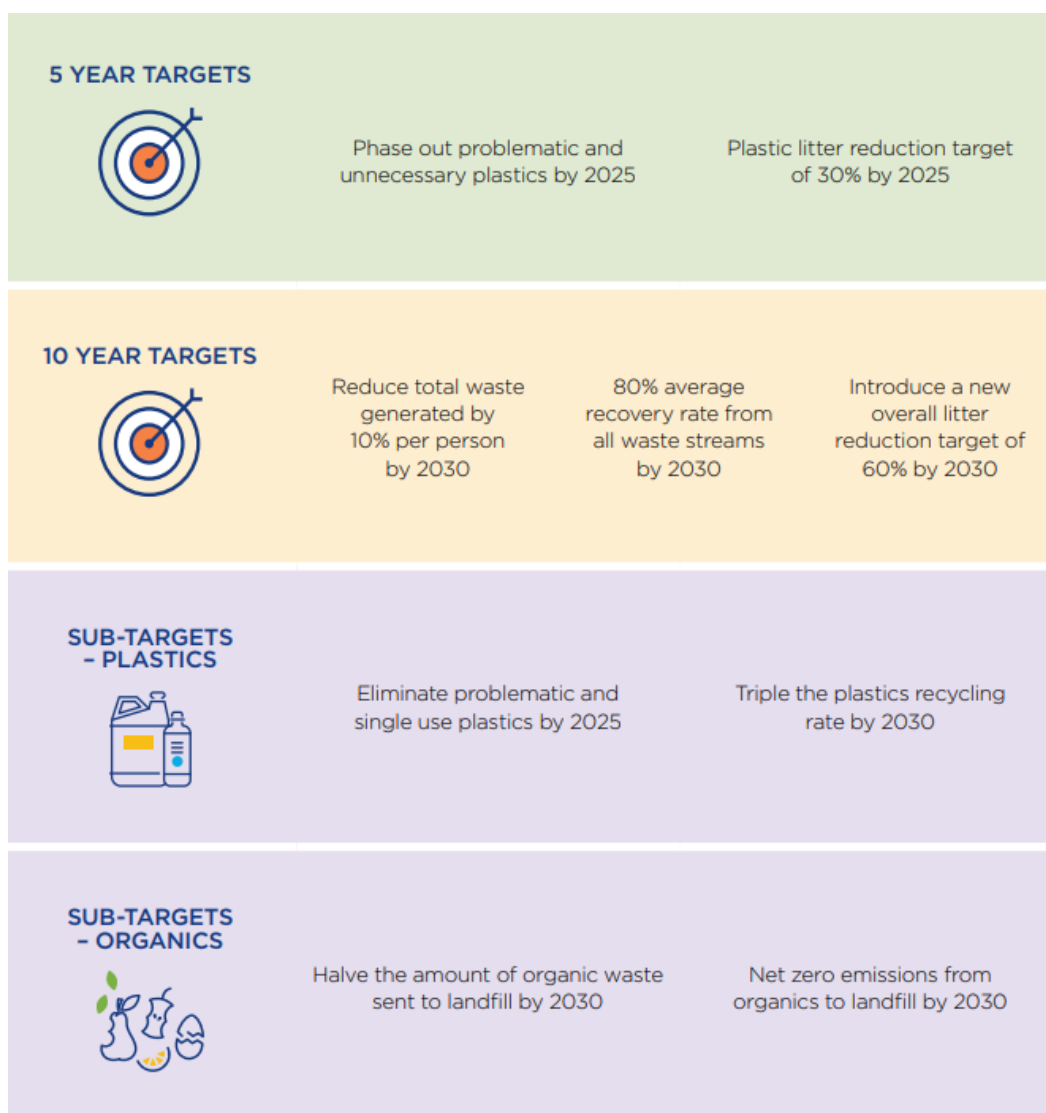 5 YEAR TARGETS
Phase out problematic and
unnecessary plastics by 2025
Plastic litter reduction target
of 30% by 2025
10 YEAR TARGETS
Reduce total waste
generated by
10% per person
by 2030
80% average
recovery rate from
all waste streams
by 2030
Introduce a new
overall litter
reduction target of
60% by 2030
SUB-TARGETS
– PLASTICS
Eliminate problematic and
single use plastics by 2025
Triple the plastics recycling
rate by 2030
SUB-TARGETS
– ORGANICS
Halve the amount of organic waste
sent to landfill by 2030
Net zero emissions from
organics to landfill by 2030